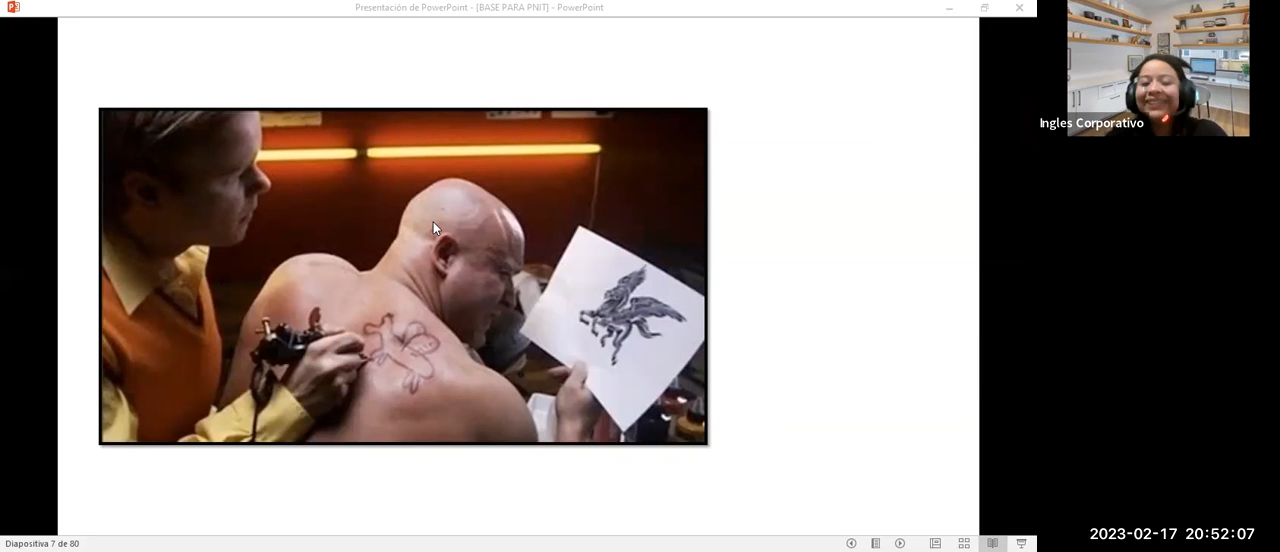 Presentación de PowerPoint - [BASE PARA PNIT] - PowerPoint
Ingles Corporativo
2023-02-17 20:52:07
Diapositiva 7 de 80